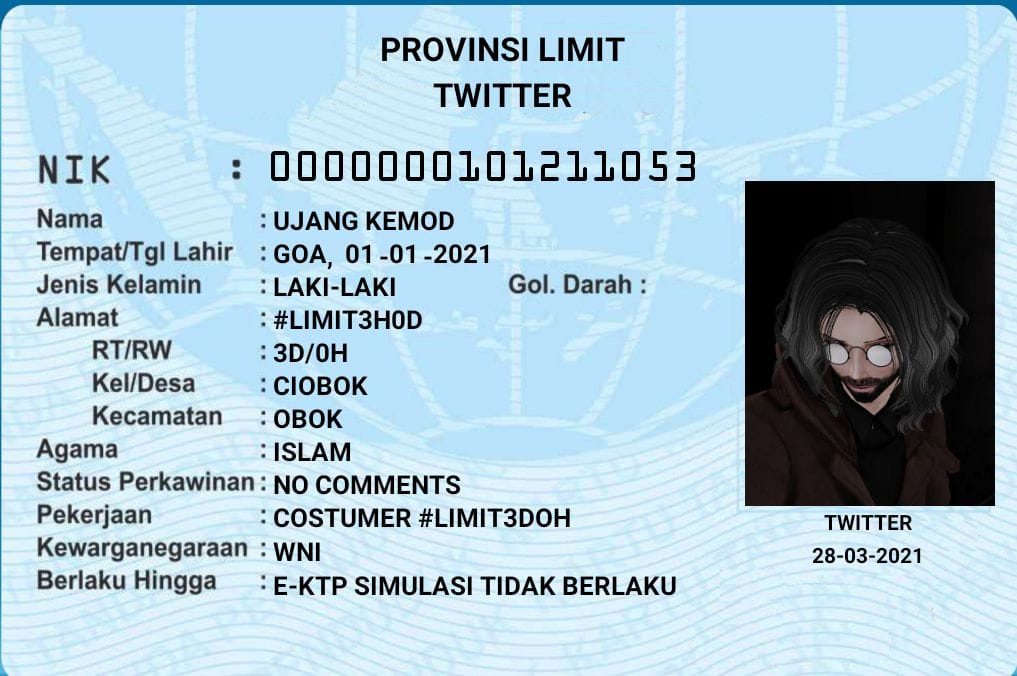 PROVINSI LIMIT
TWITTER
NIK : 0000000101211053
Nama : UJANG KEMOD
Tempat/Tgl Lahir : GOA, 01-01-2021
Jenis Kelamin : LAKI-LAKI Gol. Darah :
Alamat : #LIMIT3H0D
RT/RW : 3D/0H
Kel/Desa : CIOBOK
Kecamatan : OBOK
Agama : ISLAM
Status Perkawinan : NO COMMENTS
Pekerjaan : COSTUMER #LIMIT3DOH
Kewarganegaraan : WNI
Berlaku Hingga : E-KTP SIMULASI TIDAK BERLAKU
TWITTER
28-03-2021